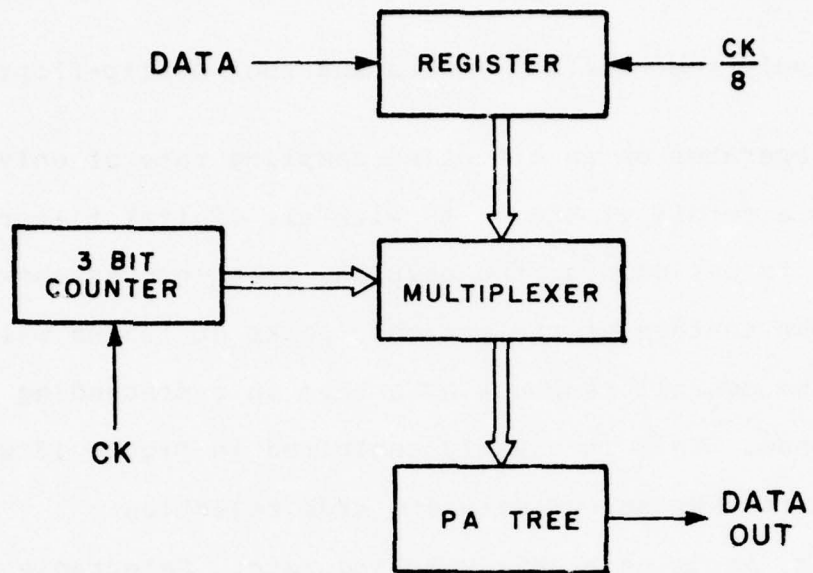 DATA
REGISTER
CK
8
3 BIT
COUNTER
MULTIPLEXER
CK
PA TREE
DATA
OUT